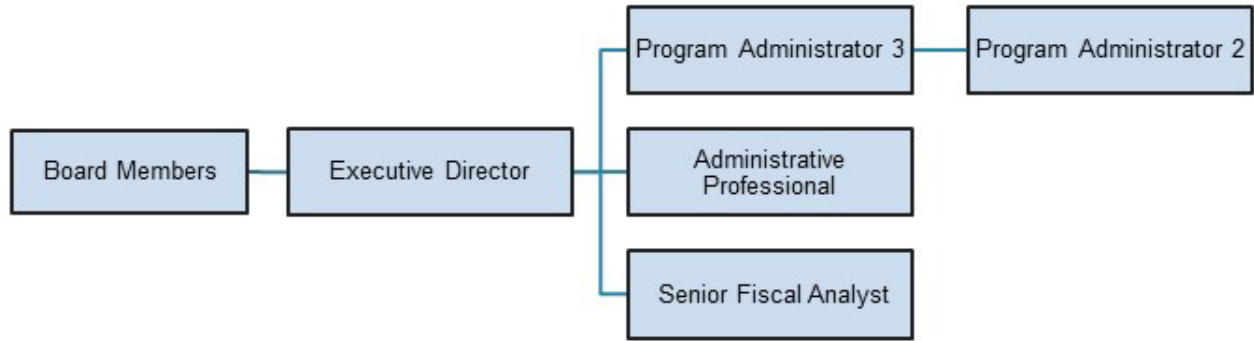 Program Administrator 3
Program Administrator 2
Board Members
Executive Director
Administrative
Professional
Senior Fiscal Analyst